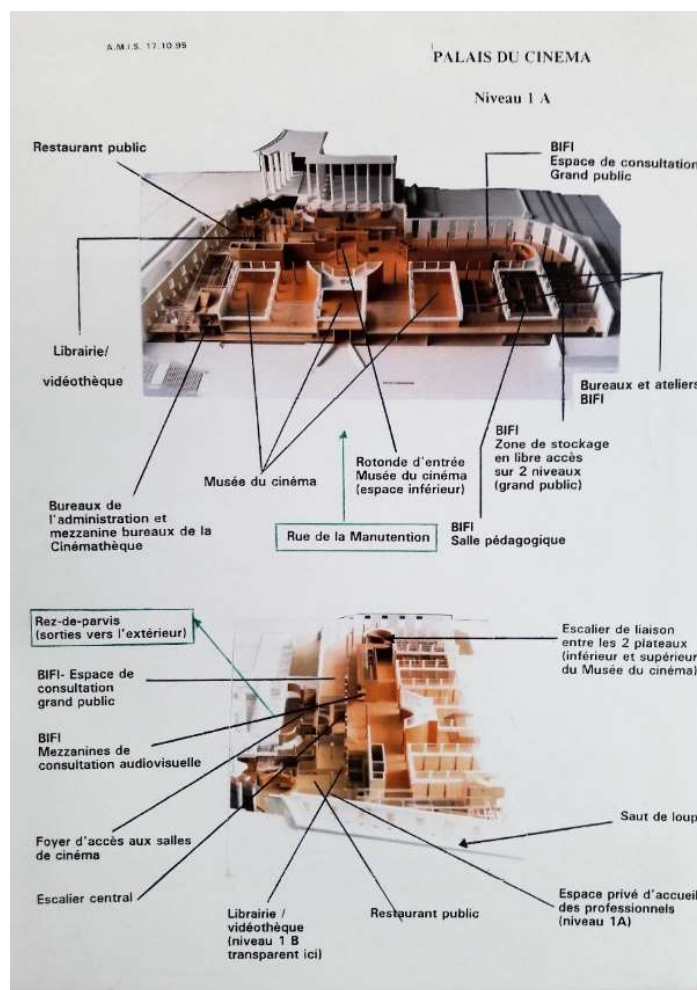 A.M.I.S. 17.10.95
PALAIS DU CINEMA
Niveau 1 A
Restaurant public
BIFI
Espace de consultation
Grand public
Librairie/
vidéothèque
Bureaux et ateliers
BIFI
BIFI
Zone de stockage
en libre accès
sur 2 niveaux
(grand public)
Musée du cinéma
Rotonde d'entrée
Musée du cinéma
(espace inférieur)
Bureaux de
l'administration et
mezzanine bureaux de la
Cinémathèque
Rue de la Manutention
BIFI
Salle pédagogique
Rez-de-parvis
(sorties vers l'extérieur)
Escalier de liaison
entre les 2 plateaux
(inférieur et supérieur
du Musée du cinéma)
BIFI- Espace de
consultation
grand public
BIFI
Mezzanines de
consultation audiovisuelle
Saut de loup
Foyer d'accès aux salles
de cinéma
Escalier central
Librairie /
vidéothèque
(niveau 1 B
transparent ici)
Restaurant public
Espace privé d'accueil
des professionnels
(niveau 1A)